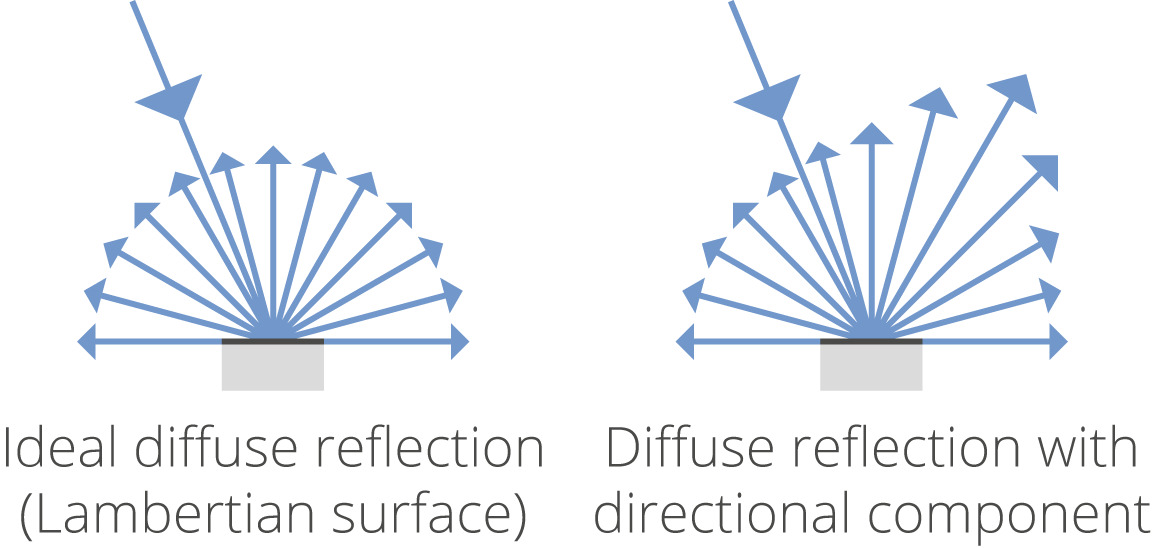 Ideal diffuse reflection
(Lambertian surface)
Diffuse reflection with
directional component